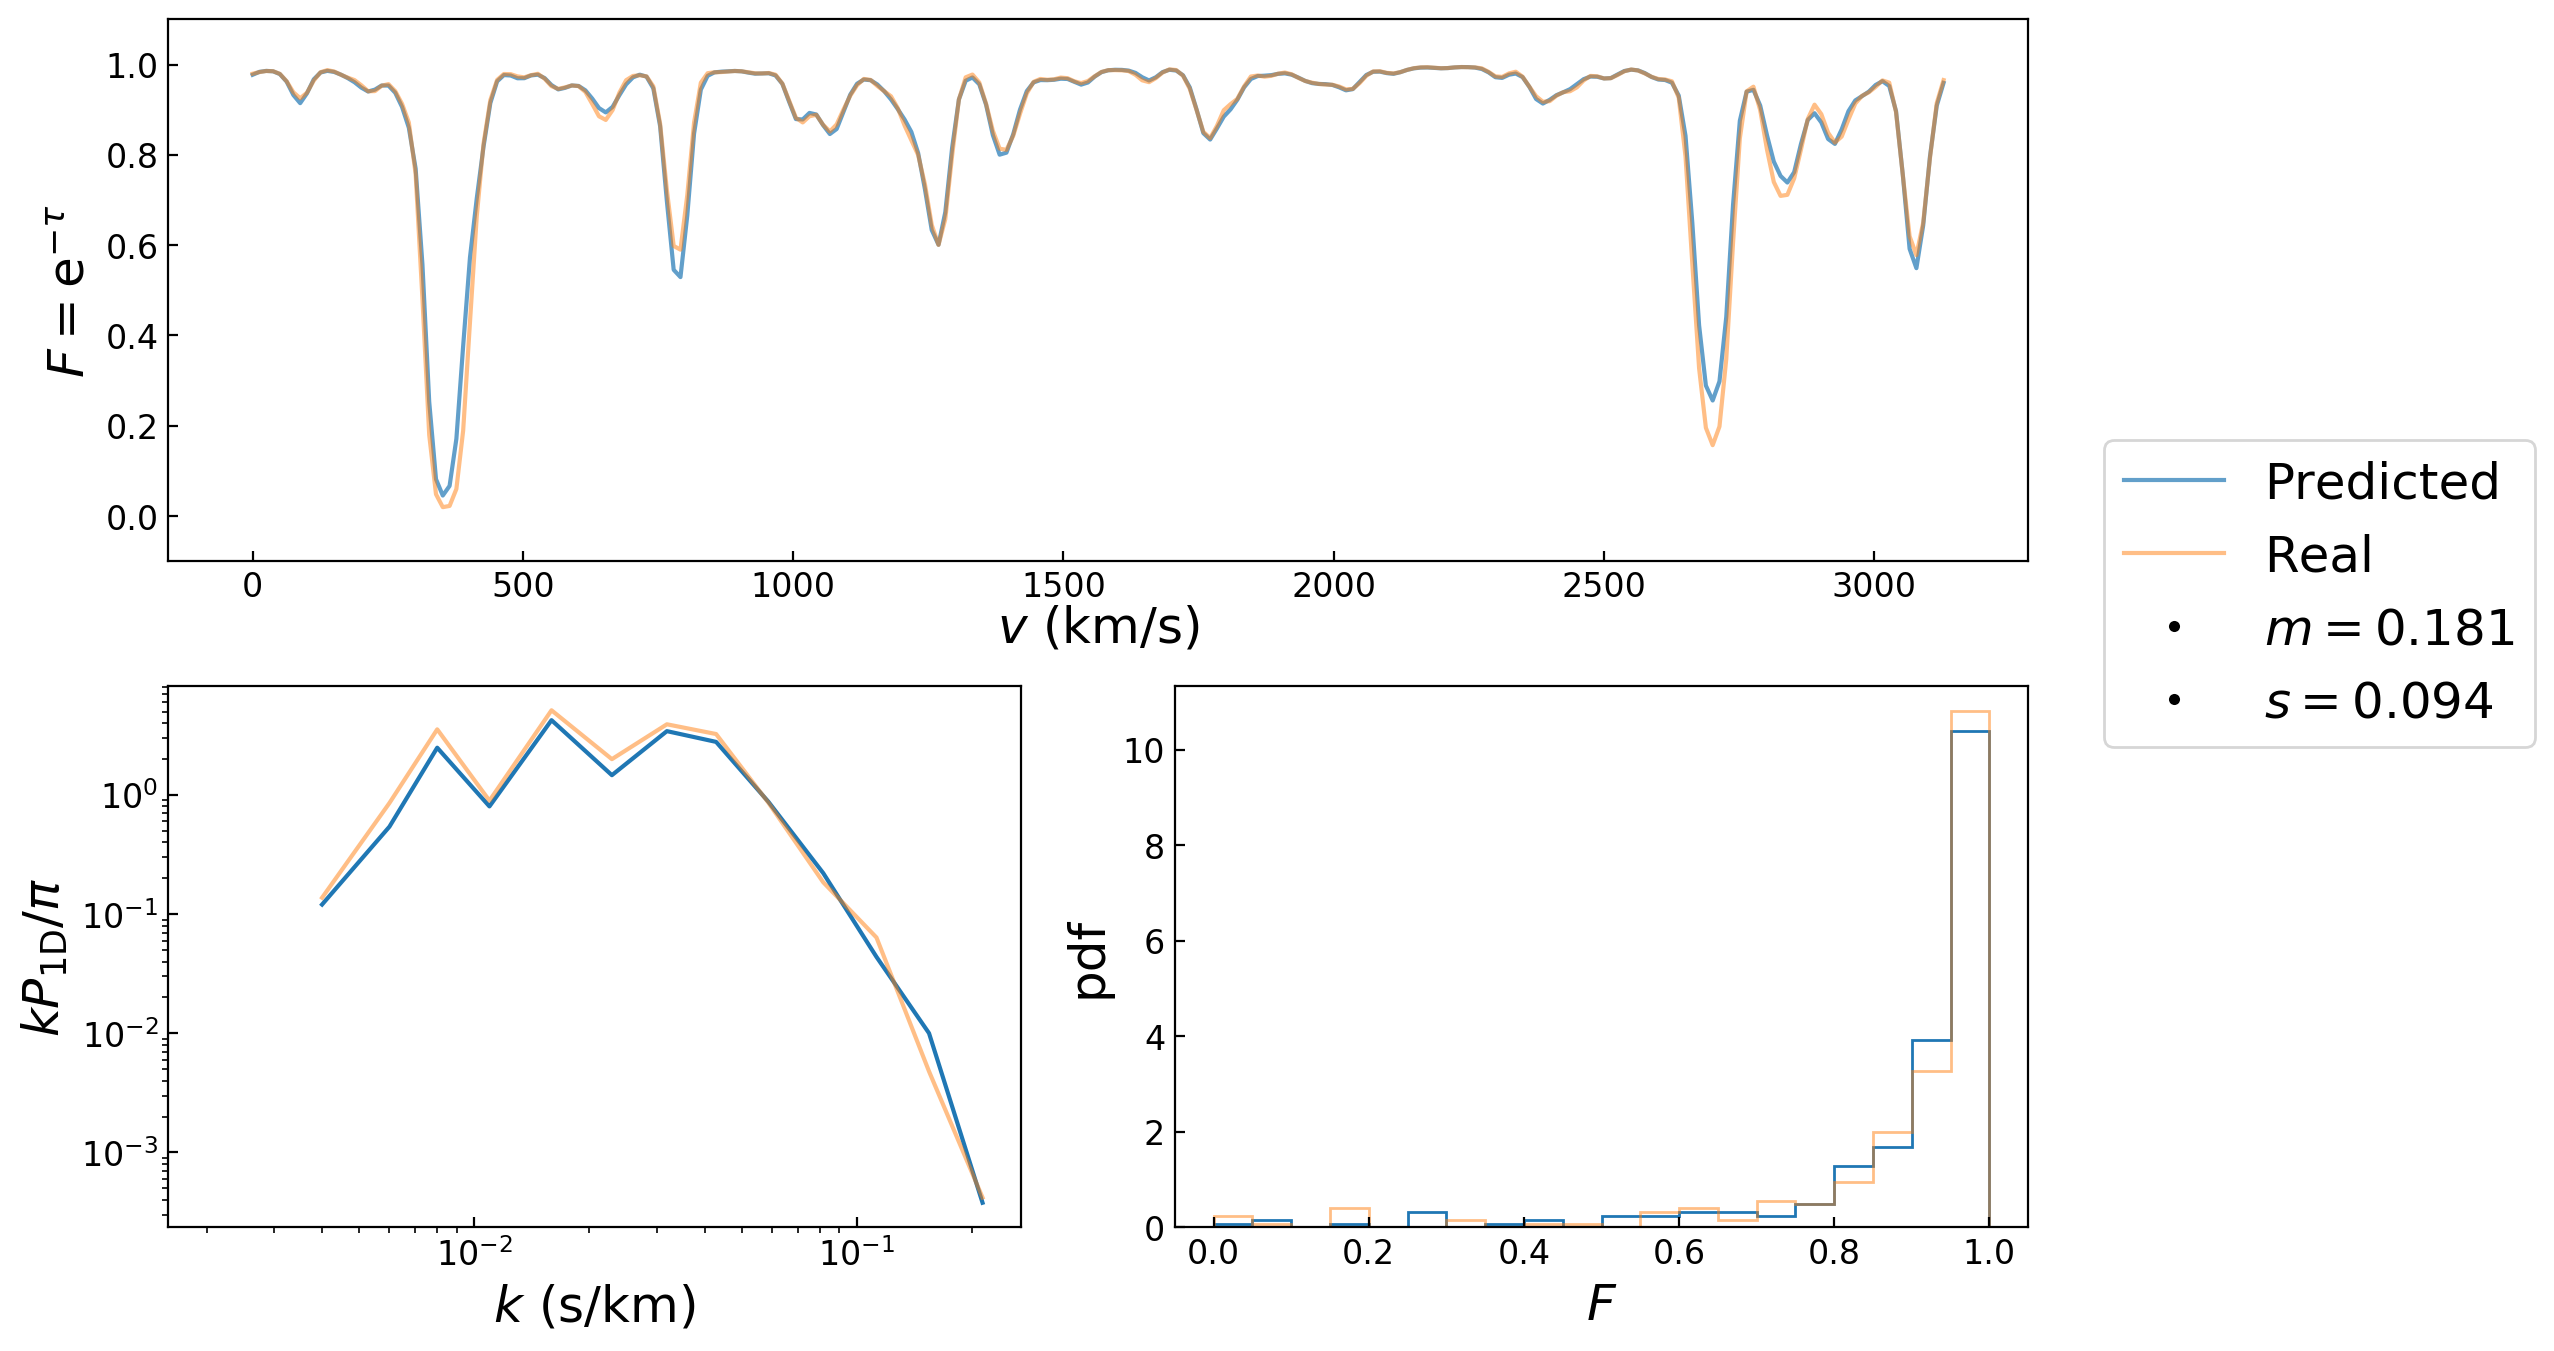 1.0
0.8
0.6
0.4
0.2
0.0
F = e^{−τ}
0 500 1000 1500 2000 2500 3000
v (km/s)
Predicted
Real
m = 0.181
s = 0.094
10^0
10^{−1}
10^{−2}
10^{−3}
kP_{1D}/π
10^{−2} 10^{−1}
k (s/km)
10
8
6
4
2
0
pdf
0.0 0.2 0.4 0.6 0.8 1.0
F